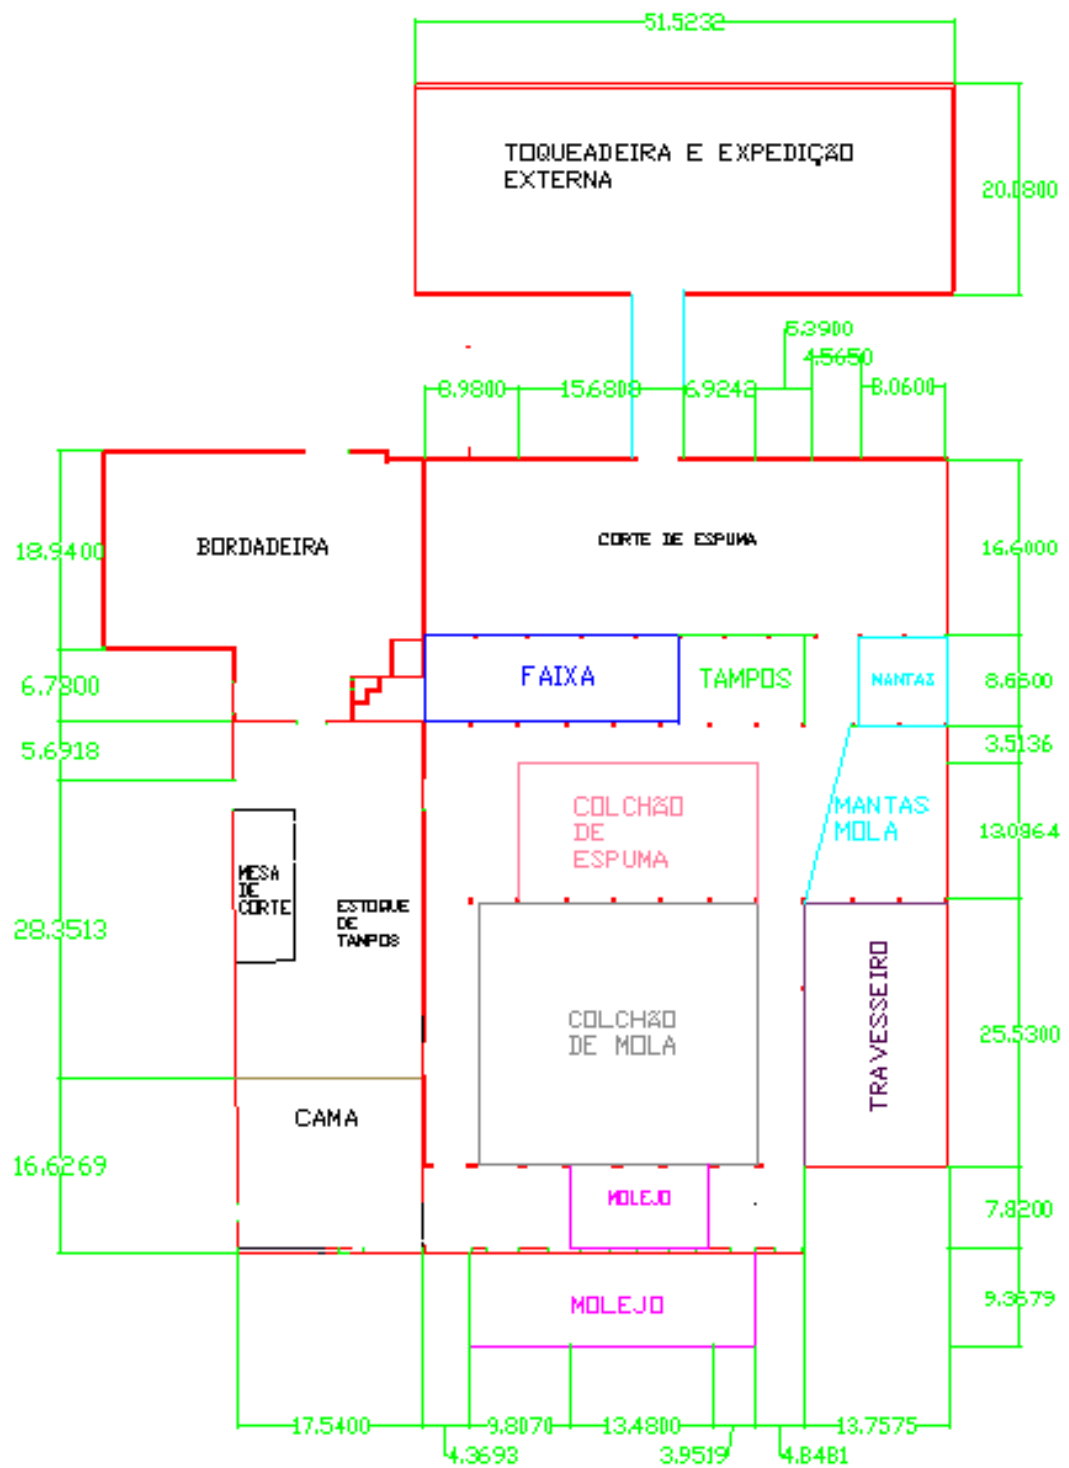 51.5232
TOQUEADEIRA E EXPEDIÇÃO
EXTERNA
20.0800
5.3900
4.5650
8.9800
15.6808
6.9242
8.0600
18.9400
BORDADEIRA
CORTE DE ESPUMA
16.6000
6.7800
FAIXA
TAMPOS
MANTAS
8.6600
5.6918
3.5136
COLCHÃO
DE
ESPUMA
MANTAS
MOLA
13.0864
MESA
DE
CORTE
ESTOQUE
DE
TAMPOS
28.3513
COLCHÃO
DE MOLA
TRAVESSEIRO
25.5300
CAMA
16.6269
MOLEJO
7.8200
MOLEJO
9.3679
17.5400
9.8070
13.4800
13.7575
4.3693
3.9519
4.8481